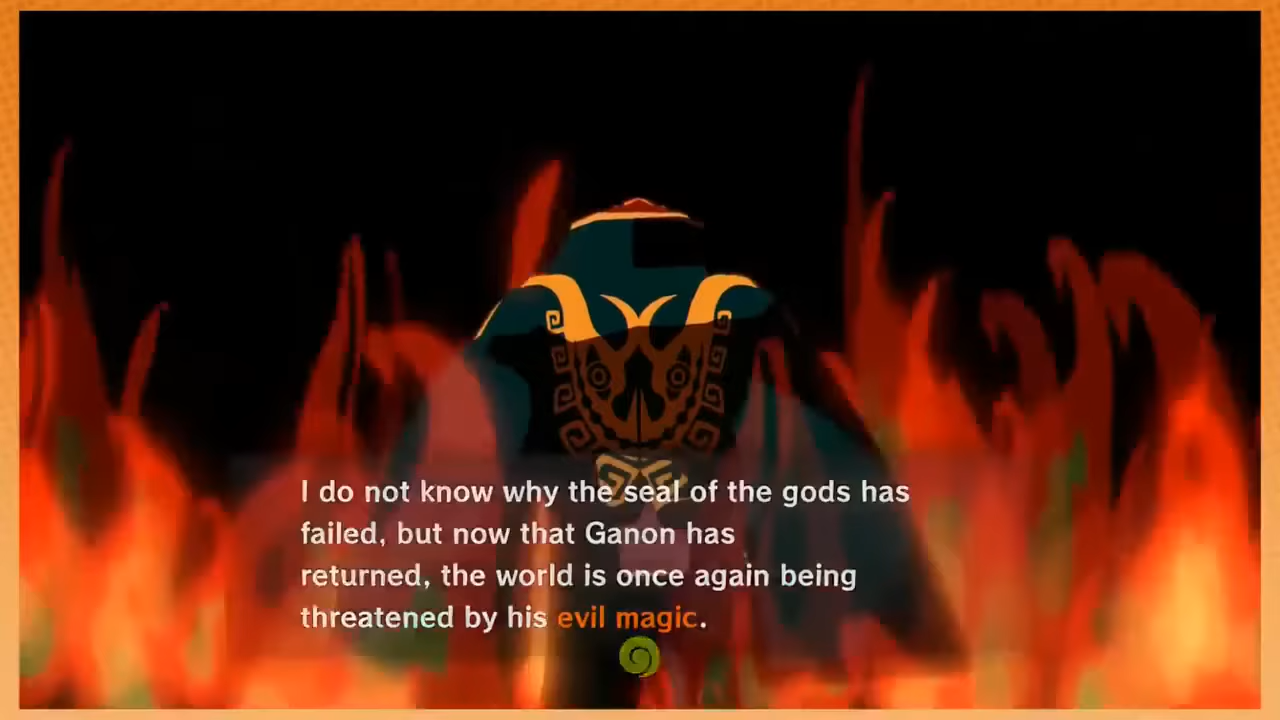 I do not know why the seal of the gods has
failed, but now that Ganon has
returned, the world is once again being
threatened by his evil magic.